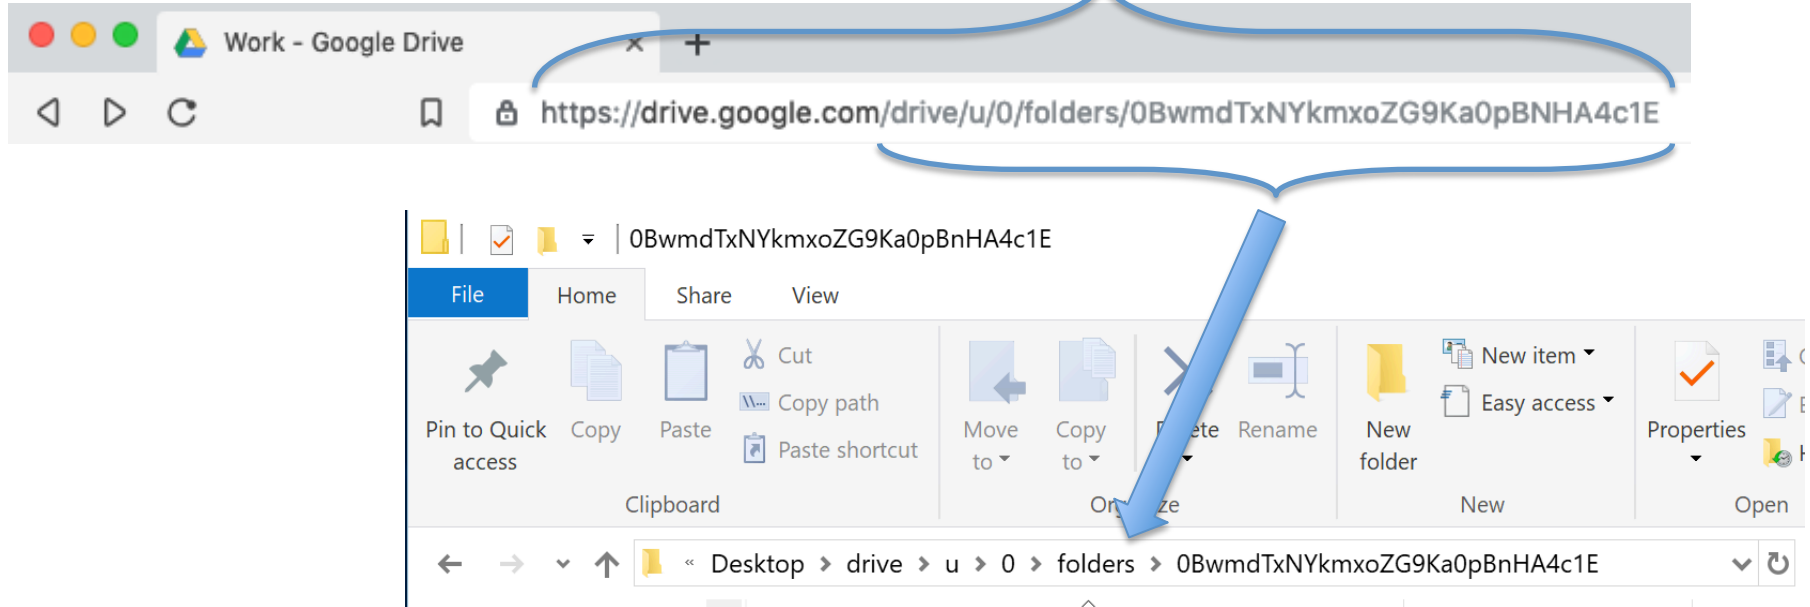 Work - Google Drive
https://drive.google.com/drive/u/0/folders/0BwmdTxNYkmxoZG9Ka0pBNHA4c1E
0BwmdTxNYkmxoZG9Ka0pBnHA4c1E
File Home Share View
Pin to Quick access
Copy
Paste
Cut
Copy path
Paste shortcut
Clipboard
Move to
Copy to
Rename
New folder
New item
Easy access
New
Properties
Open
« Desktop > drive > u > 0 > folders > 0BwmdTxNYkmxoZG9Ka0pBnHA4c1E